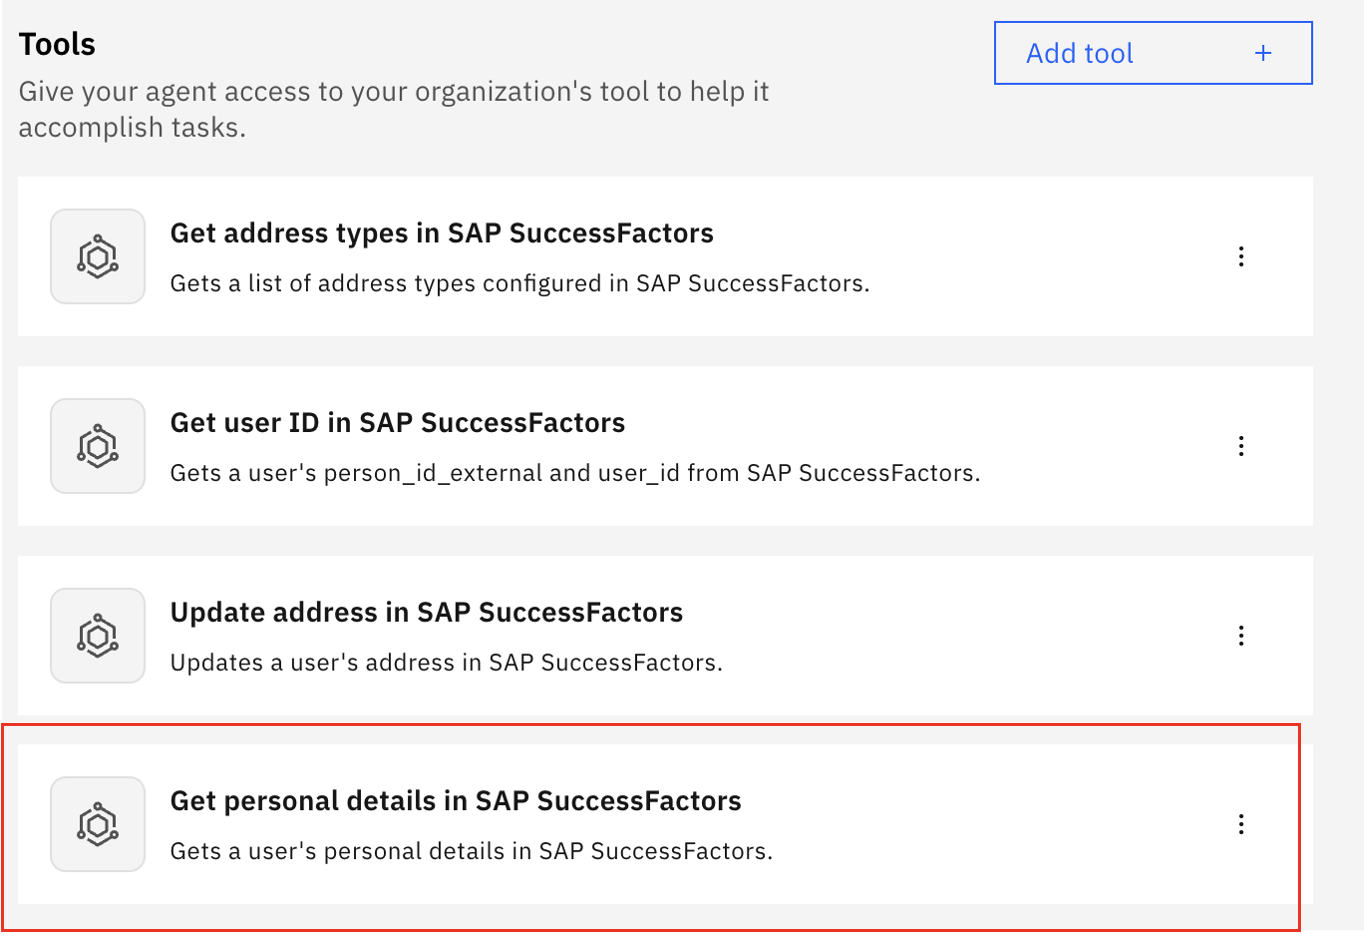 Tools
Add tool +
Give your agent access to your organization's tool to help it
accomplish tasks.
Get address types in SAP SuccessFactors
Gets a list of address types configured in SAP SuccessFactors.
Get user ID in SAP SuccessFactors
Gets a user's person_id_external and user_id from SAP SuccessFactors.
Update address in SAP SuccessFactors
Updates a user's address in SAP SuccessFactors.
Get personal details in SAP SuccessFactors
Gets a user's personal details in SAP SuccessFactors.